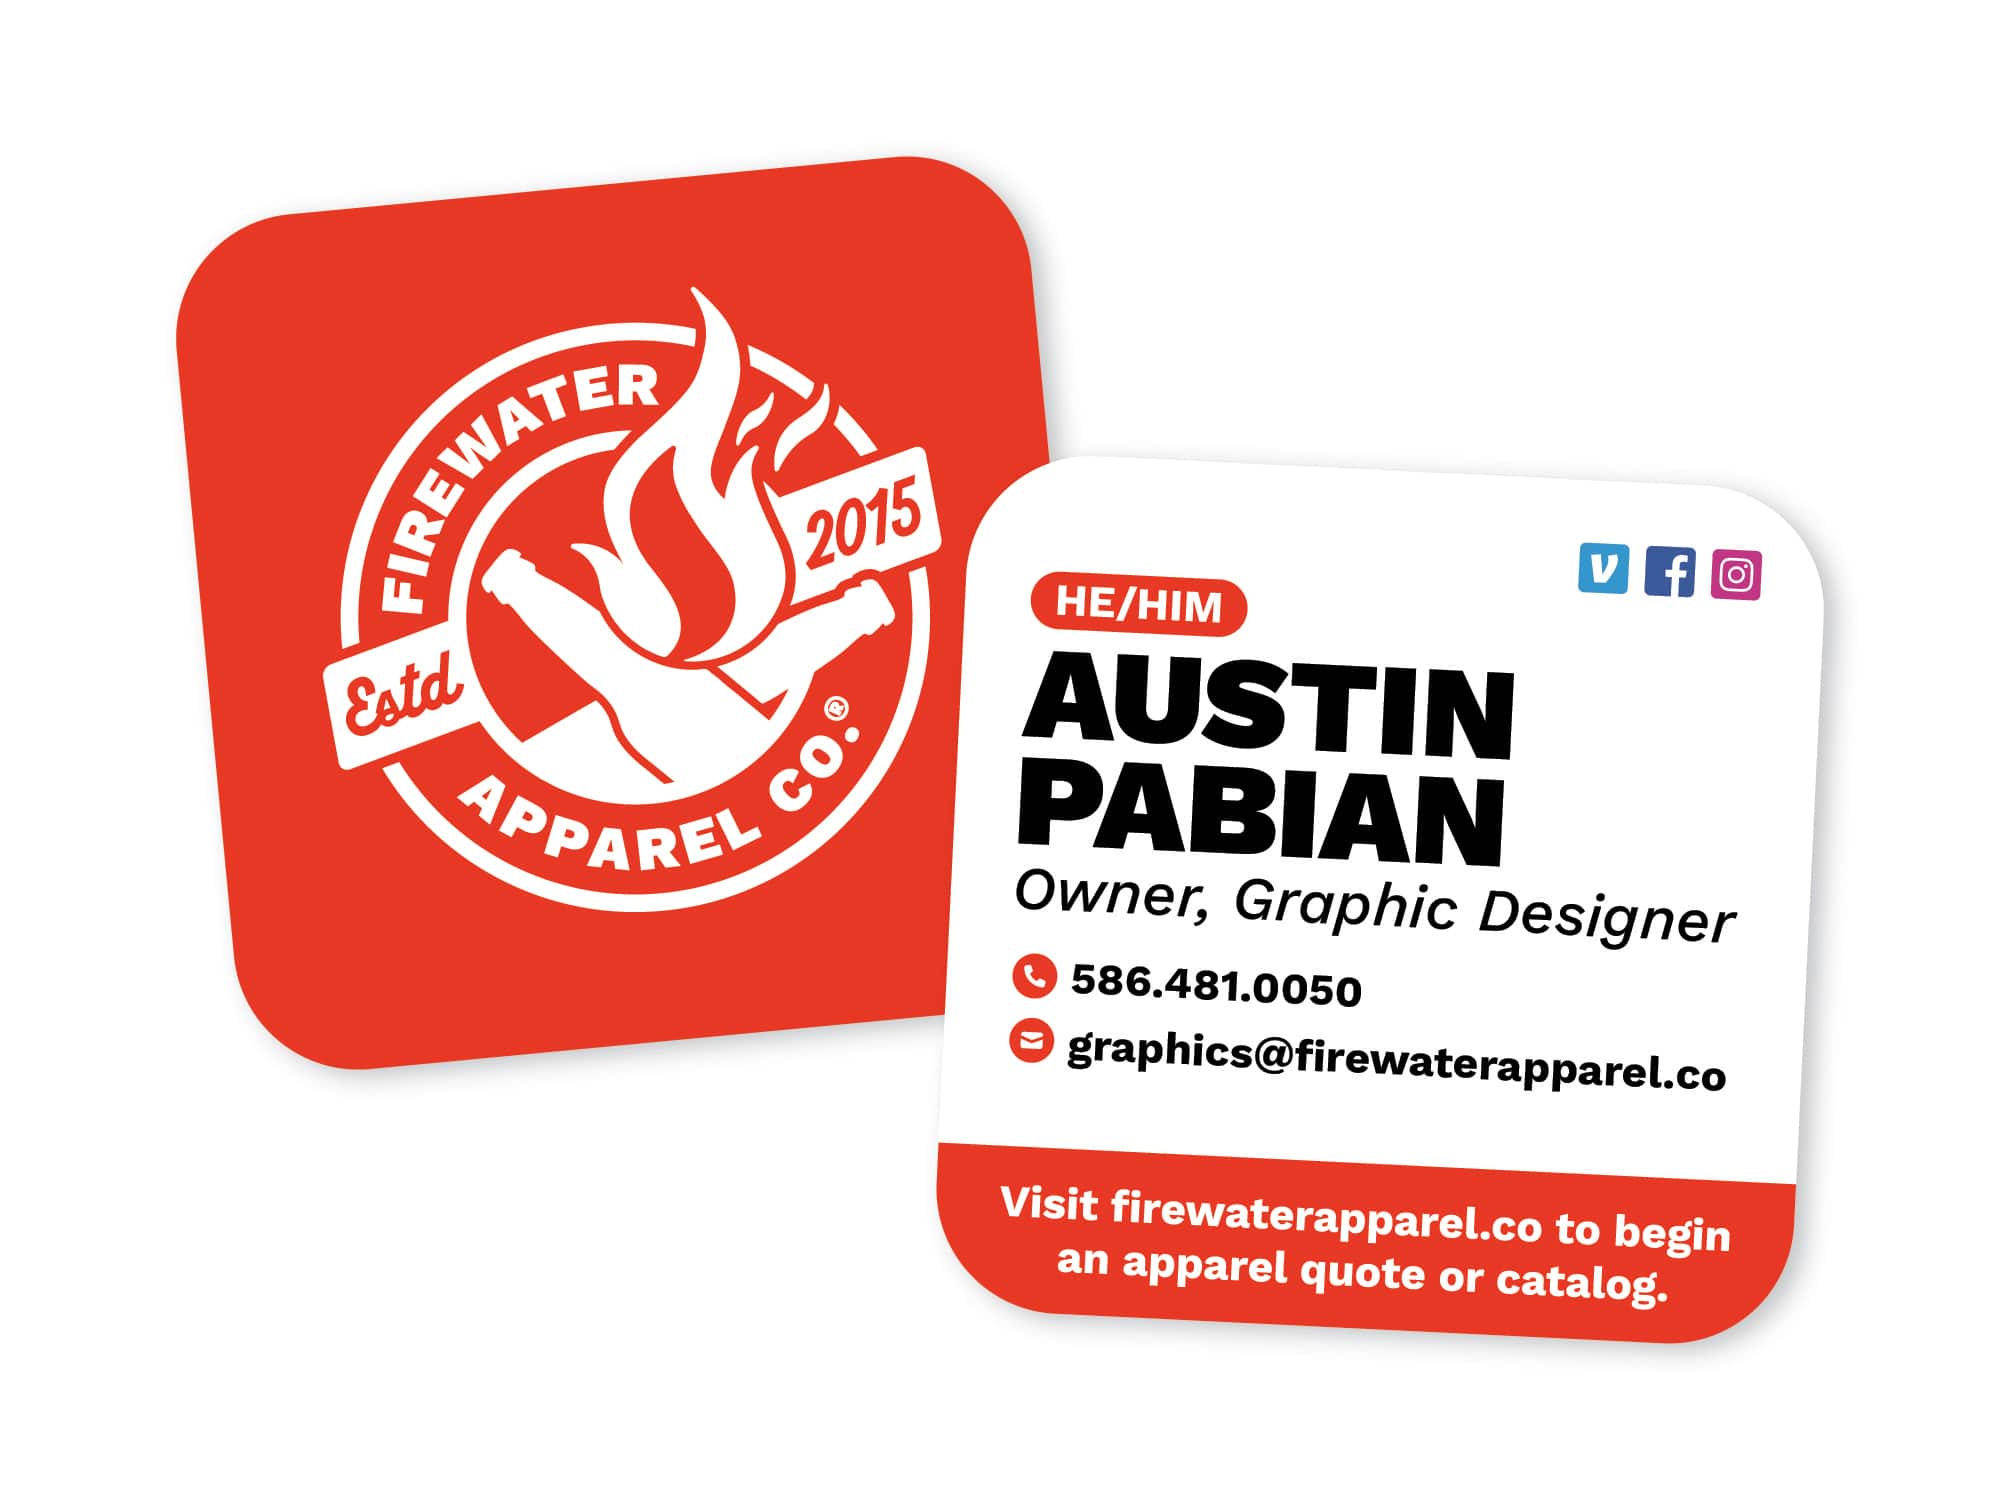 FIREWATER
Estd 2015
APPAREL CO.®
HE/HIM
AUSTIN
PABIAN
Owner, Graphic Designer
586.481.0050
graphics@firewaterapparel.co
Visit firewaterapparel.co to begin
an apparel quote or catalog.